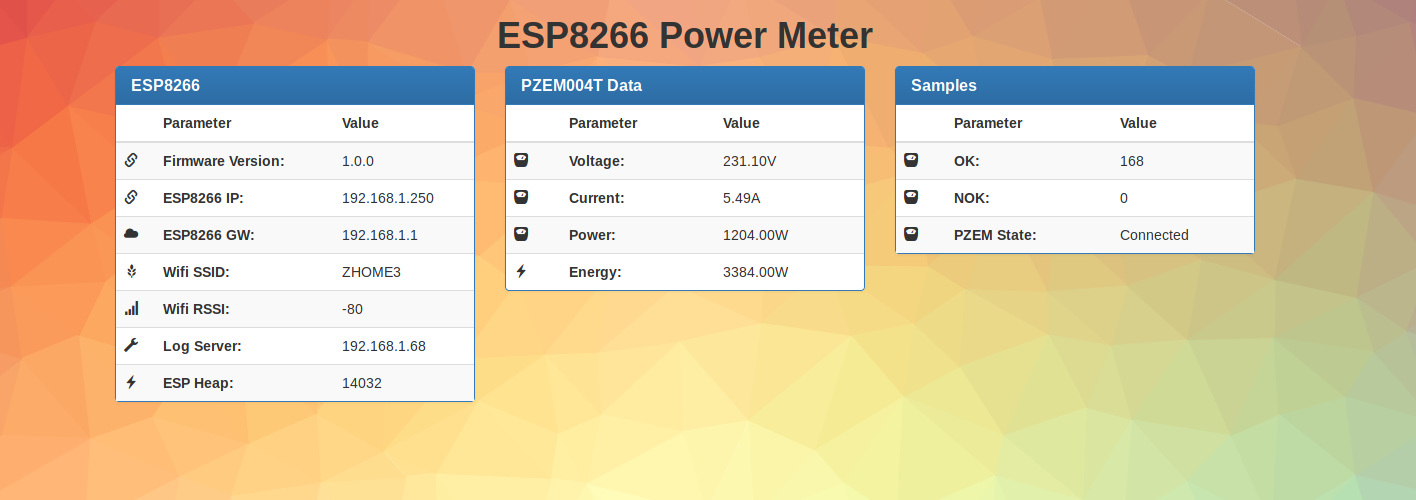 ESP8266 Power Meter
ESP8266
Parameter Value
Firmware Version: 1.0.0
ESP8266 IP: 192.168.1.250
ESP8266 GW: 192.168.1.1
Wifi SSID: ZHOME3
Wifi RSSI: -80
Log Server: 192.168.1.68
ESP Heap: 14032
PZEM004T Data
Parameter Value
Voltage: 231.10V
Current: 5.49A
Power: 1204.00W
Energy: 3384.00W
Samples
Parameter Value
OK: 168
NOK: 0
PZEM State: Connected